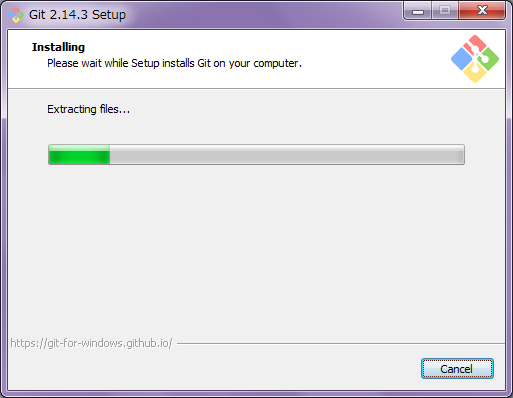 Git 2.14.3 Setup
Installing
Please wait while Setup installs Git on your computer.
Extracting files...
https://git-for-windows.github.io/
Cancel